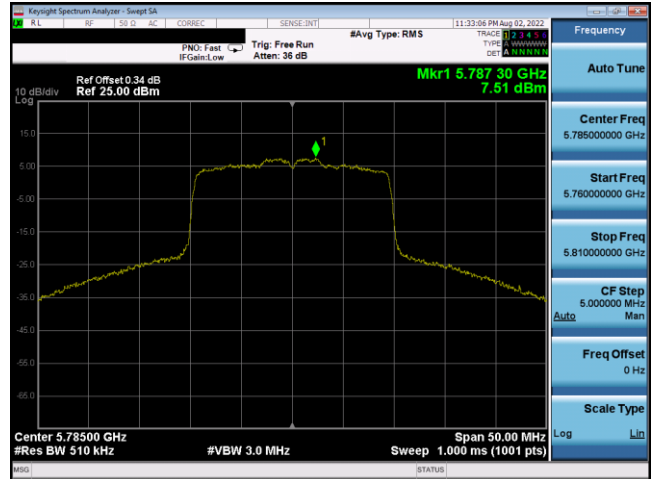 Keysight Spectrum Analyzer - Swept SA
RL RF 50 Ω AC CORREC SENSE:INT 11:33:06 PM Aug 02, 2022
#Avg Type: RMS
TRACE 1 2 3 4 5 6
TYPE A WWWWW
DET A NNNNN
PNO: Fast
IFGain:Low
Trig: Free Run
Atten: 36 dB
Mkr1 5.787 30 GHz
7.51 dBm
Ref Offset 0.34 dB
Ref 25.00 dBm
10 dB/div
Log
1
15.0
5.00
-5.00
-15.0
-25.0
-35.0
-45.0
-55.0
-65.0
Center 5.78500 GHz
Span 50.00 MHz
#Res BW 510 kHz
#VBW 3.0 MHz
Sweep 1.000 ms (1001 pts)
MSG
STATUS
Frequency
Auto Tune
Center Freq
5.785000000 GHz
Start Freq
5.760000000 GHz
Stop Freq
5.810000000 GHz
CF Step
5.000000 MHz
Auto Man
Freq Offset
0 Hz
Scale Type
Log Lin